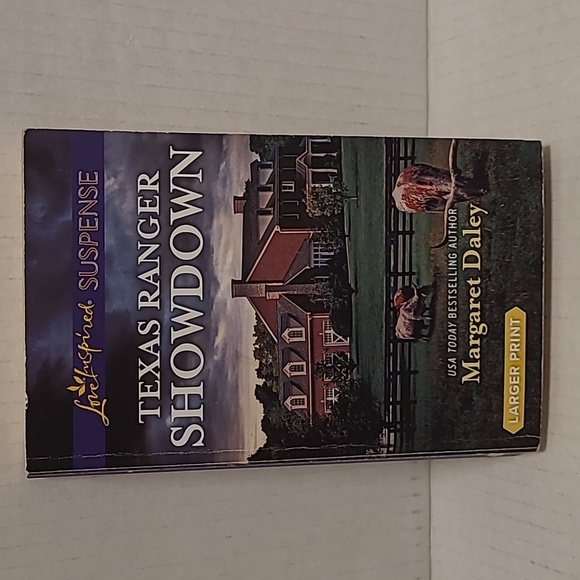 Love Inspired® SUSPENSE
TEXAS RANGER
SHOWDOWN
USA TODAY BESTSELLING AUTHOR
Margaret Daley
LARGER PRINT